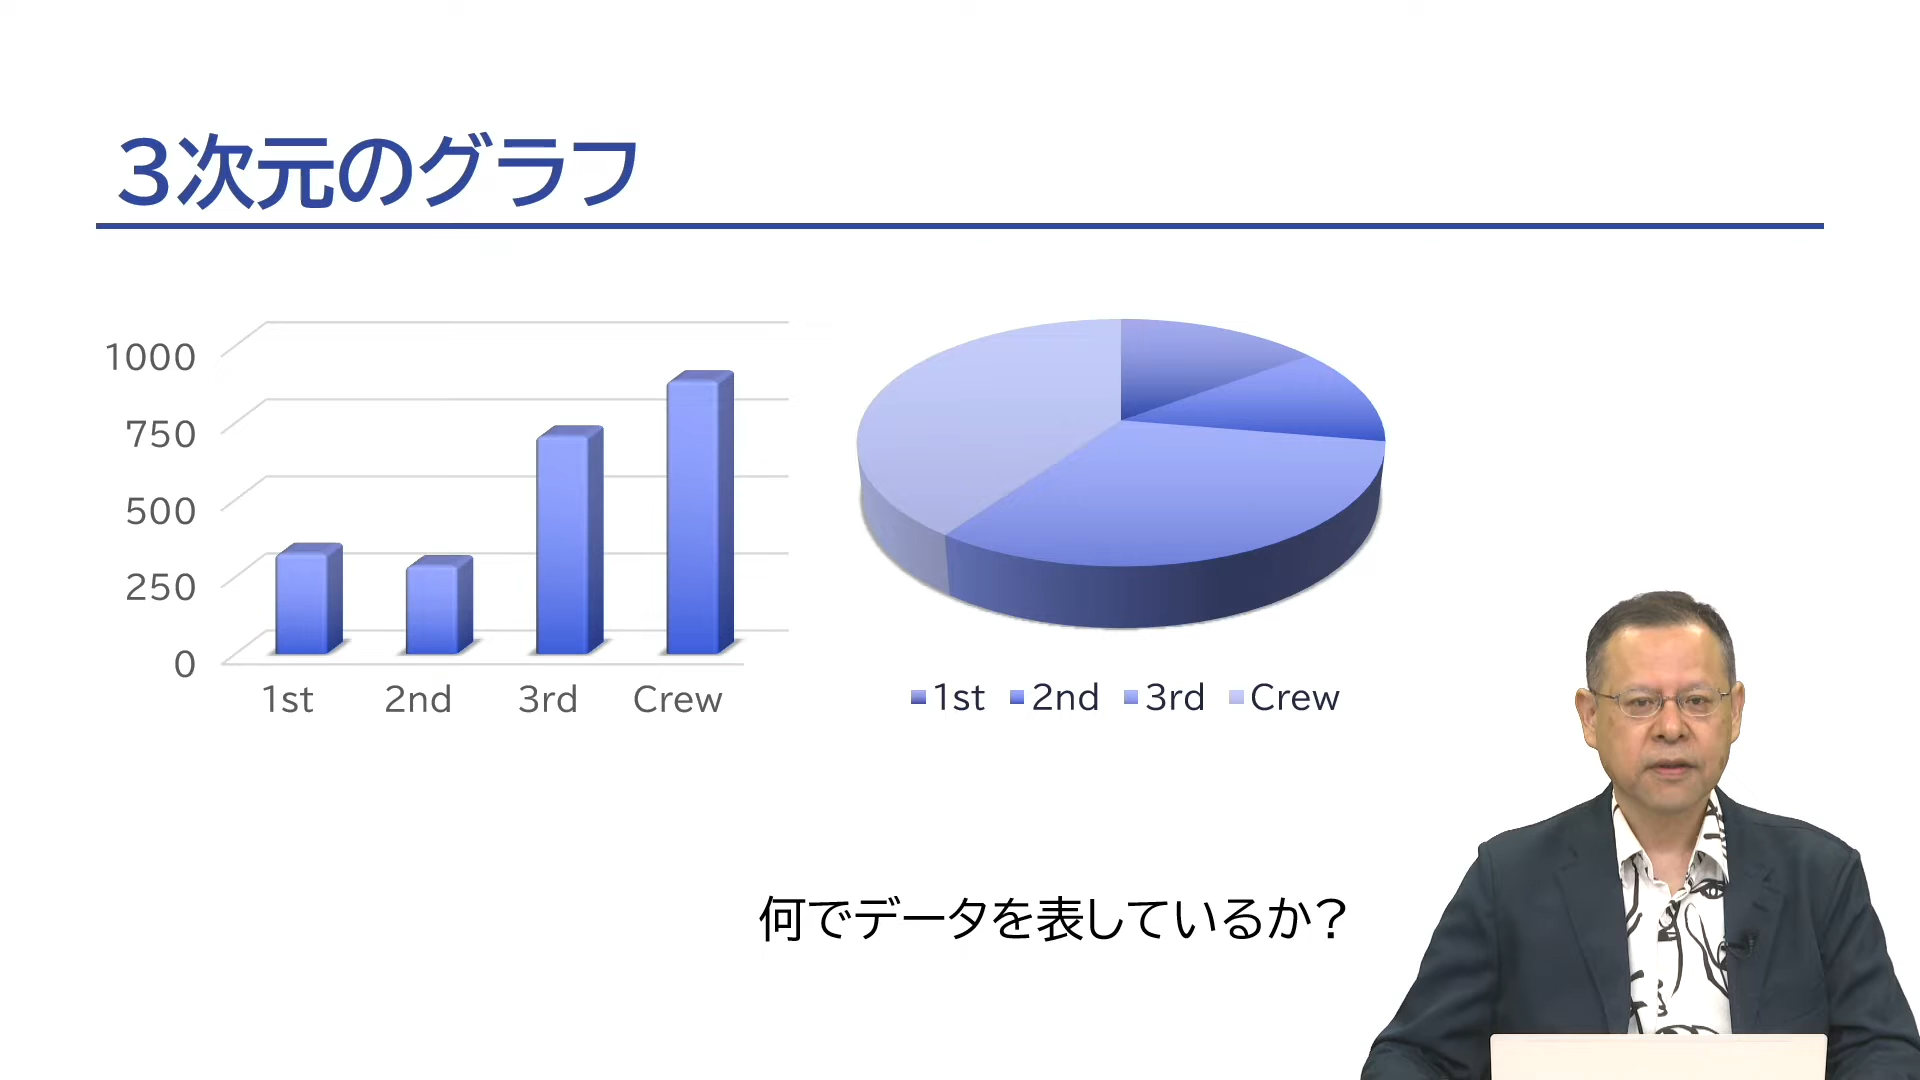 ３次元のグラフ
1000
750
500
250
0
1st 2nd 3rd Crew
1st 2nd 3rd Crew
何でデータを表しているか？